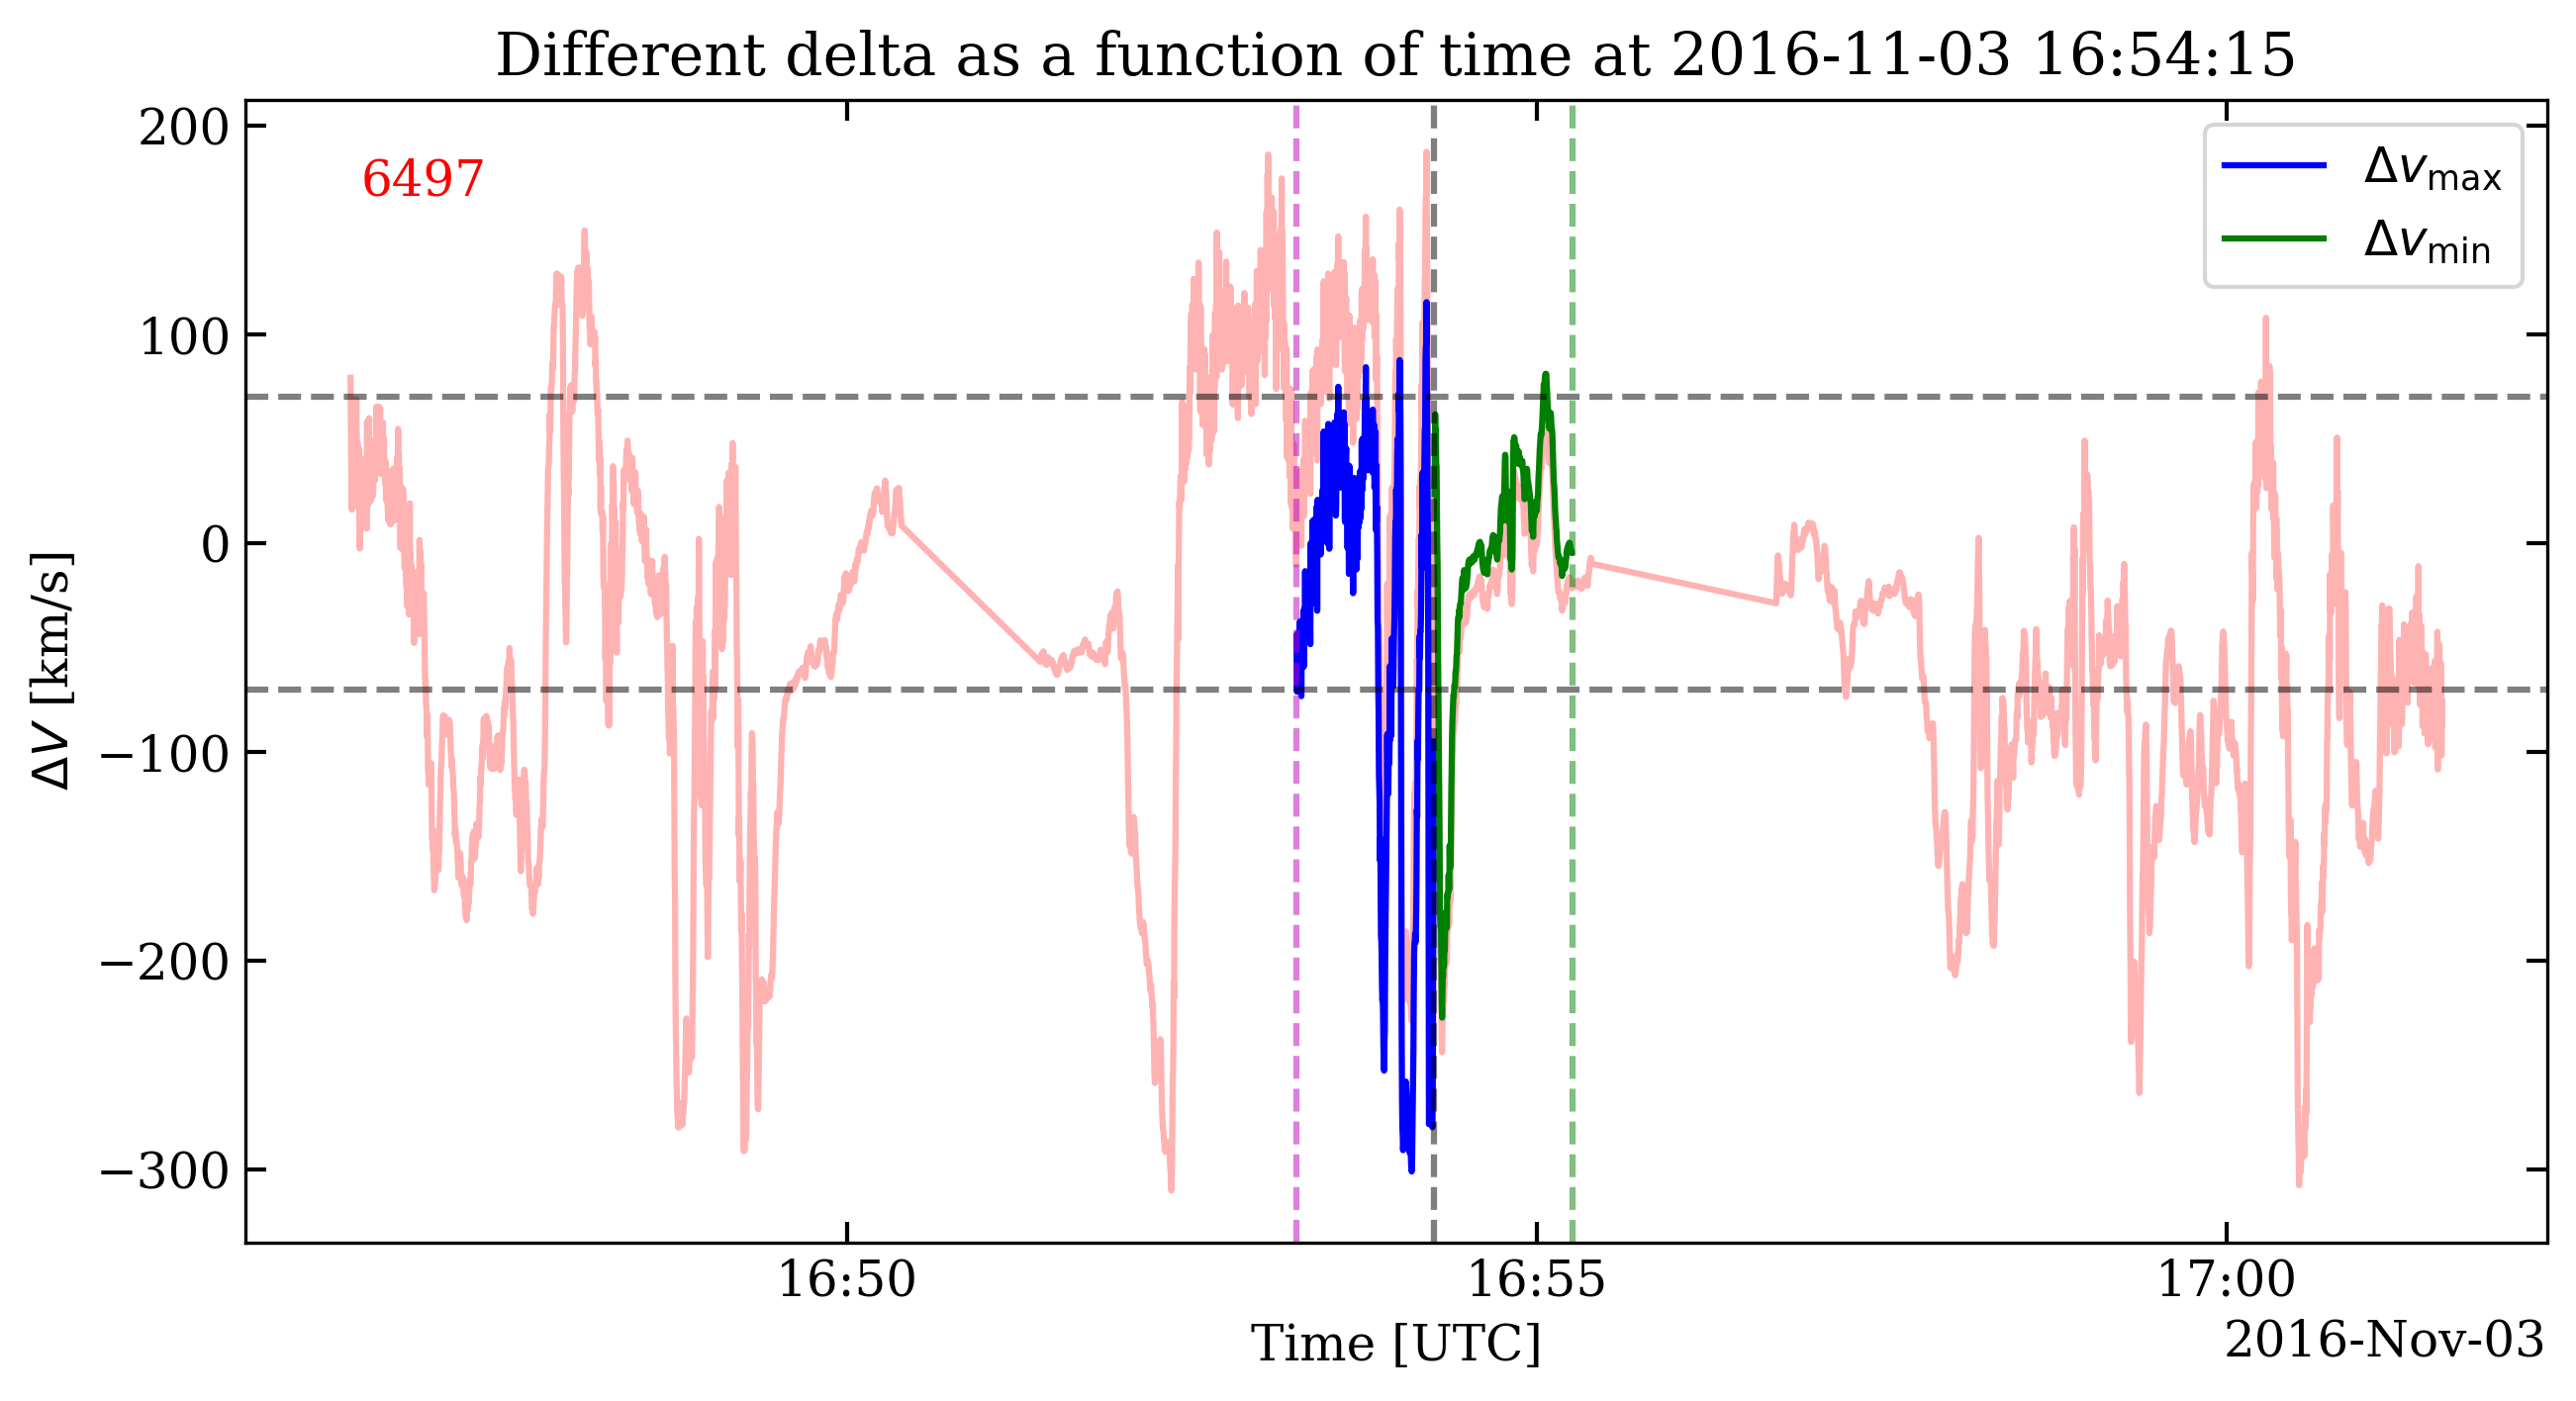 Different delta as a function of time at 2016-11-03 16:54:15
6497
Δv_max
Δv_min
200
100
0
−100
−200
−300
ΔV [km/s]
16:50
16:55
17:00
Time [UTC]
2016-Nov-03